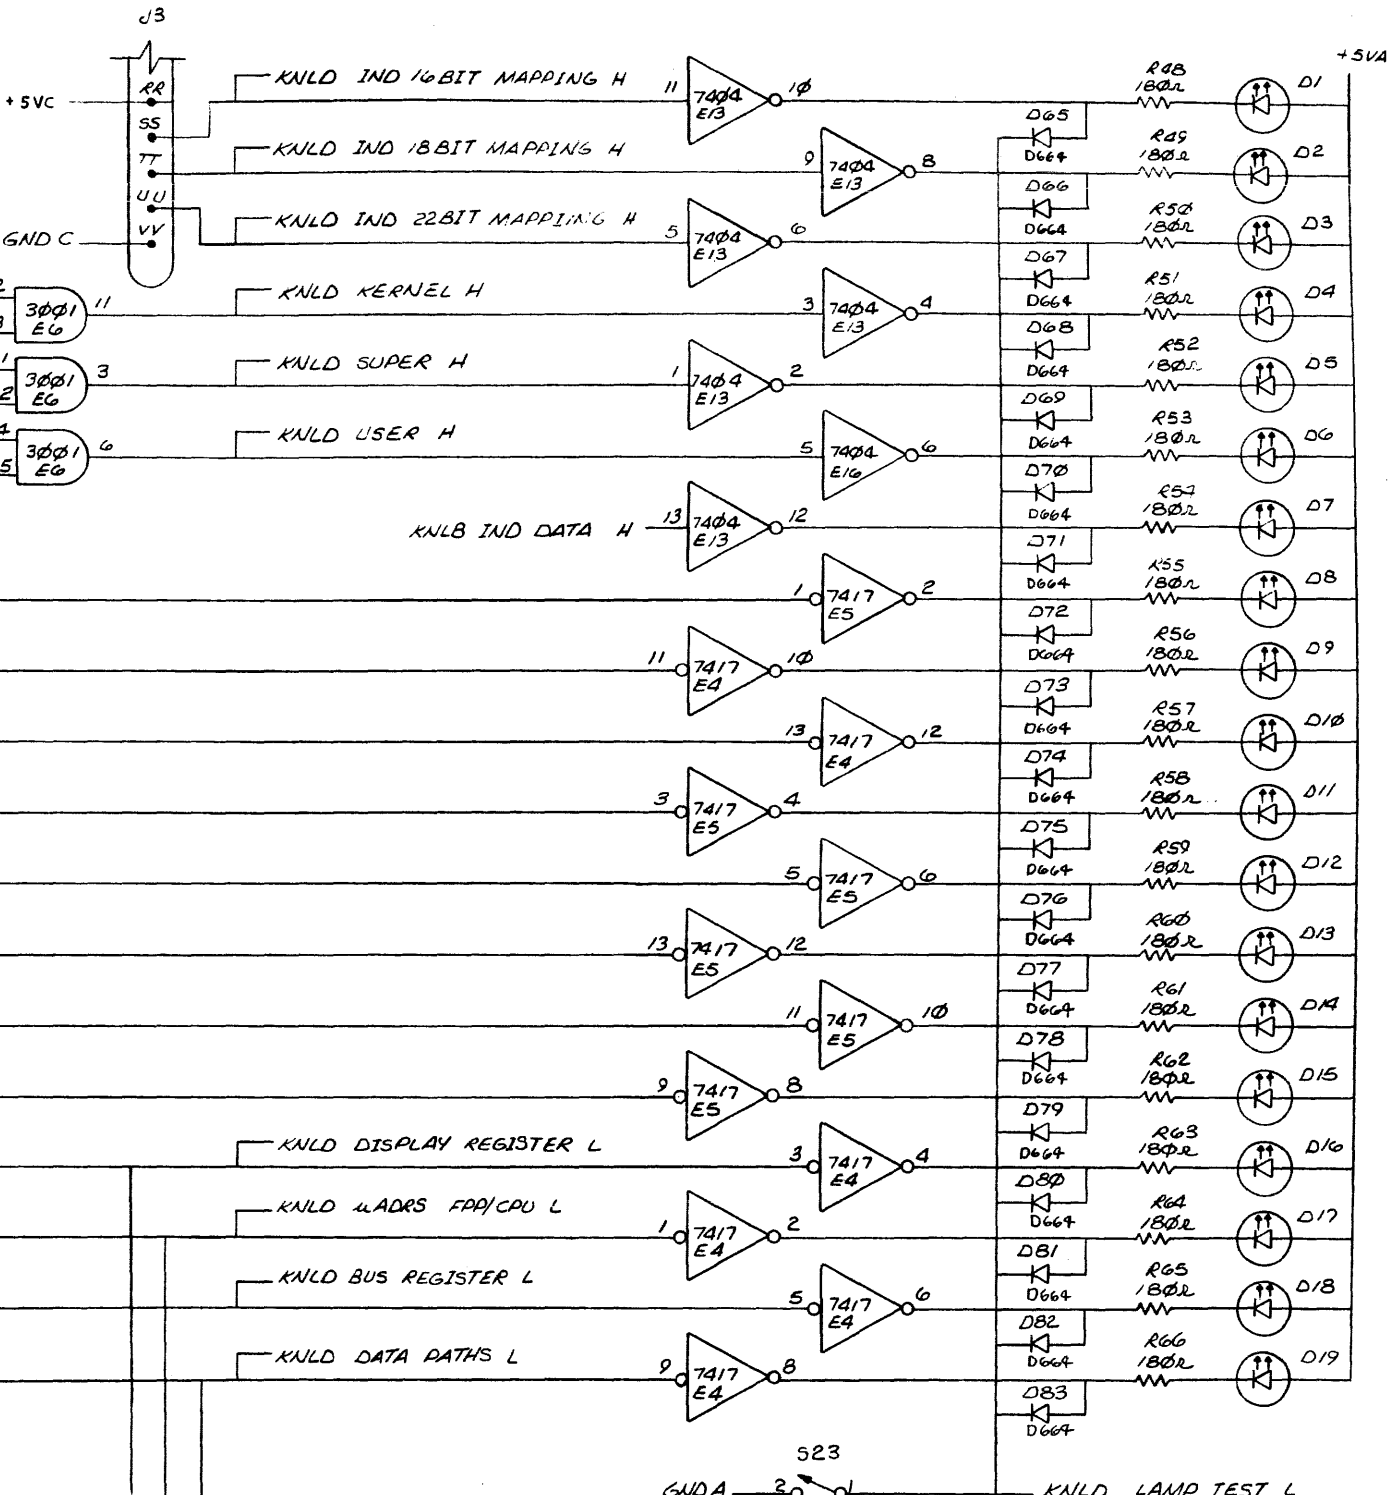 J3
+5VA
KNLD IND 16BIT MAPPING H
11 7404 E13 10
R48 180Ω D1
+5VC RR
SS
D65 D664
KNLD IND 18BIT MAPPING H
TT
9 7404 E13 8
R49 180Ω D2
UU
D66 D664
KNLD IND 22BIT MAPPING H
5 7404 E13 6
R50 180Ω D3
GND C VV
D67 D664
KNLD KERNEL H
3001 E6 11
3 7404 E13 4
R51 180Ω D4
D68 D664
KNLD SUPER H
1 2 3001 E6 3
1 7404 E13 2
R52 180Ω D5
D69 D664
KNLD USER H
4 5 3001 E6 6
5 7404 E16 6
R53 180Ω D6
D70 D664
KNLB IND DATA H
13 7404 E13 12
R54 180Ω D7
D71 D664
1 7417 E5 2
R55 180Ω D8
D72 D664
11 7417 E4 10
R56 180Ω D9
D73 D664
13 7417 E4 12
R57 180Ω D10
D74 D664
3 7417 E5 4
R58 180Ω D11
D75 D664
5 7417 E5 6
R59 180Ω D12
D76 D664
13 7417 E5 12
R60 180Ω D13
D77 D664
11 7417 E5 10
R61 180Ω D14
D78 D664
9 7417 E5 8
R62 180Ω D15
D79 D664
KNLD DISPLAY REGISTER L
3 7417 E4 4
R63 180Ω D16
D80 D664
KNLD uADRS FPP/CPU L
1 7417 E4 2
R64 180Ω D17
D81 D664
KNLD BUS REGISTER L
5 7417 E4 6
R65 180Ω D18
D82 D664
KNLD DATA PATHS L
9 7417 E4 8
R66 180Ω D19
D83 D664
S23
GND A 2 1 KNLD LAMP TEST L